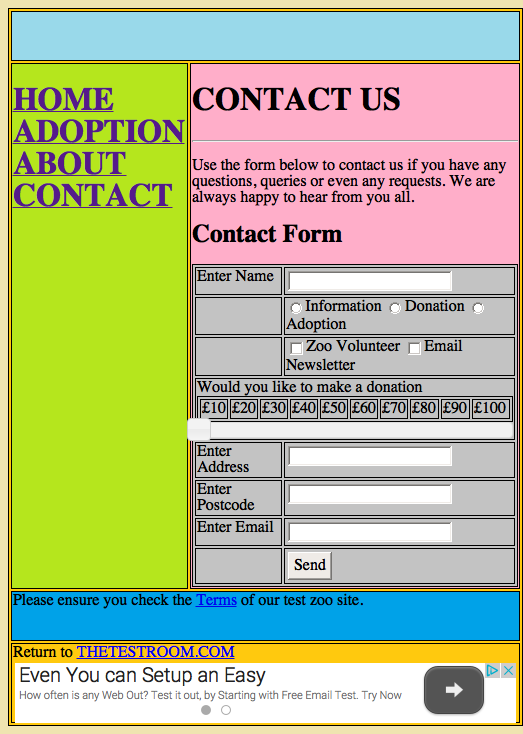 HOME
ADOPTION
ABOUT
CONTACT
CONTACT US
Use the form below to contact us if you have any
questions, queries or even any requests. We are
always happy to hear from you all.
Contact Form
Enter Name
Information Donation
Adoption
Zoo Volunteer Email
Newsletter
Would you like to make a donation
£10 £20 £30 £40 £50 £60 £70 £80 £90 £100
Enter
Address
Enter
Postcode
Enter Email
Send
Please ensure you check the Terms of our test zoo site.
Return to THETESTROOM.COM
Even You can Setup an Easy
How often is any Web Out? Test it out, by Starting with Free Email Test. Try Now